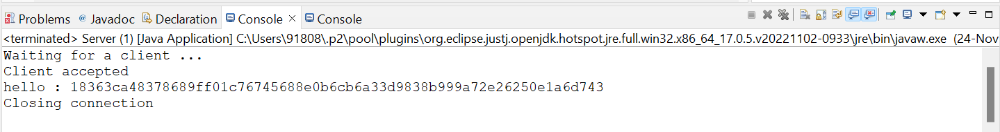 Problems @ Javadoc Declaration Console × Console
<terminated> Server (1) [Java Application] C:\Users\91808\.p2\pool\plugins\org.eclipse.justj.openjdk.hotspot.jre.full.win32.x86_64_17.0.5.v20221102-0933\jre\bin\javaw.exe (24-Nov
Waiting for a client ...
Client accepted
hello : 18363ca48378689ff01c76745688e0b6cb6a33d9838b999a72e26250e1a6d743
Closing connection